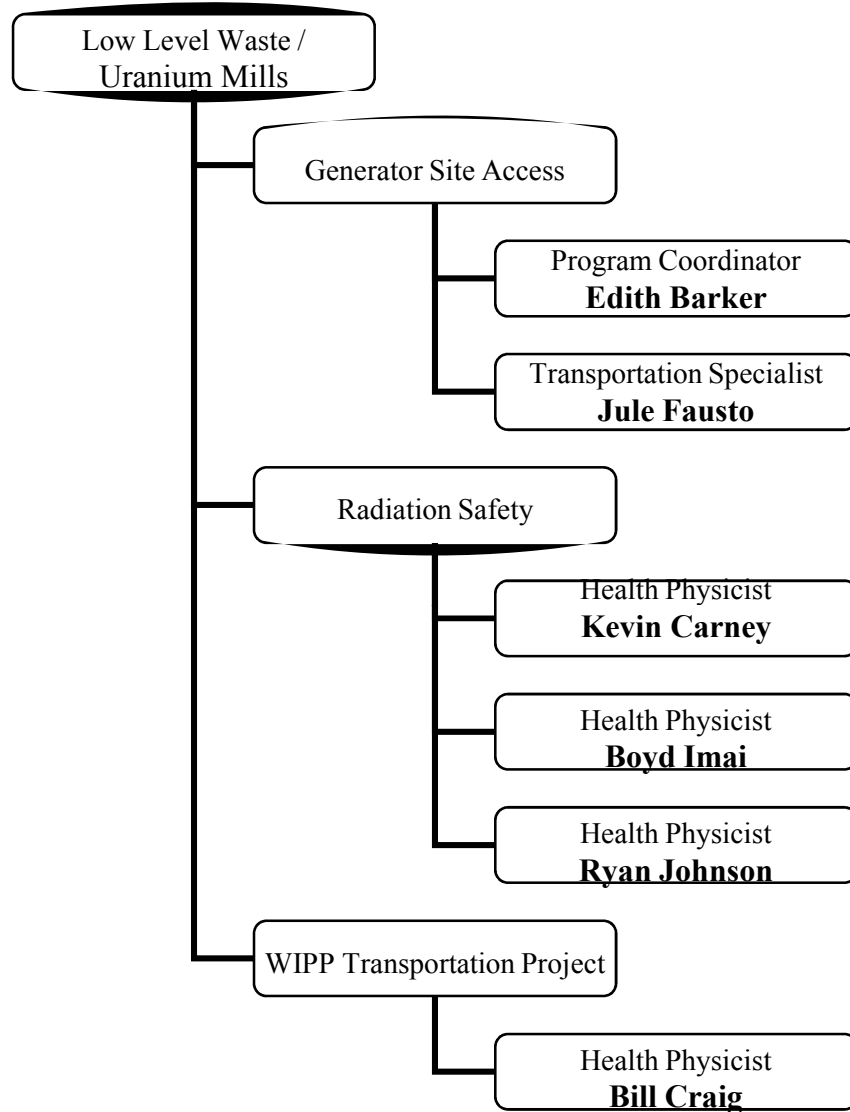 Low Level Waste /
Uranium Mills
Generator Site Access
Program Coordinator
Edith Barker
Transportation Specialist
Jule Fausto
Radiation Safety
Health Physicist
Kevin Carney
Health Physicist
Boyd Imai
Health Physicist
Ryan Johnson
WIPP Transportation Project
Health Physicist
Bill Craig